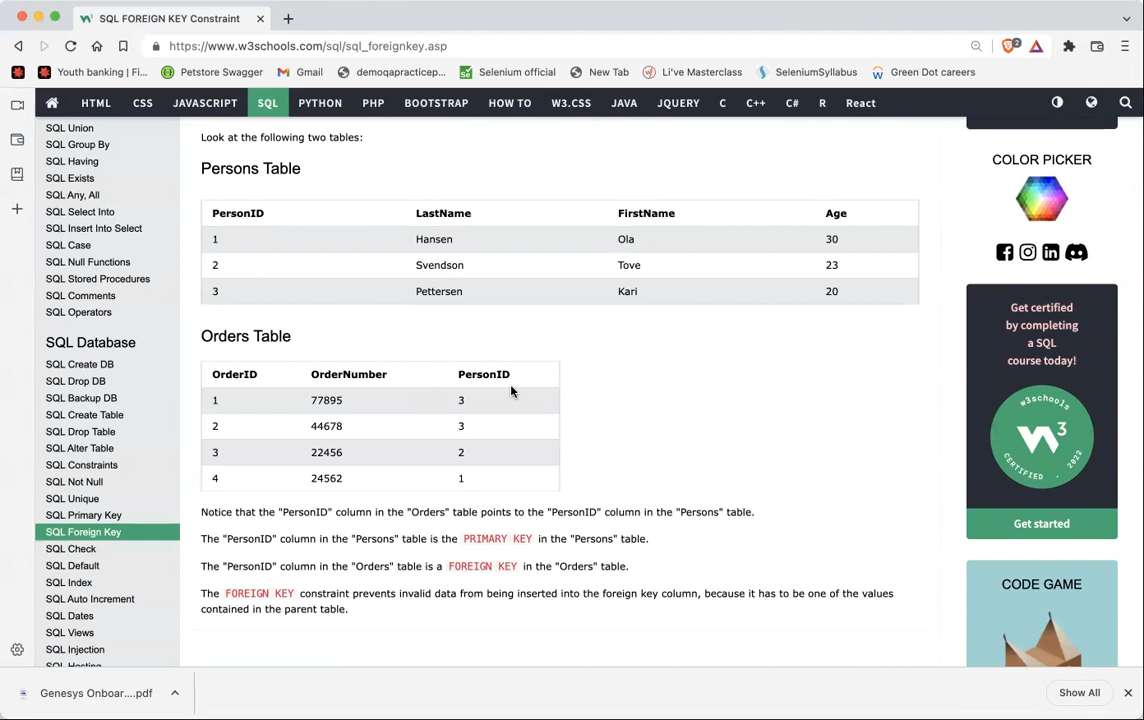 SQL FOREIGN KEY Constraint
https://www.w3schools.com/sql/sql_foreignkey.asp
2
Youth banking | Fi...
Petstore Swagger
Gmail
demoqapracticep...
Selenium official
New Tab
Li've Masterclass
SeleniumSyllabus
Green Dot careers
HTML CSS JAVASCRIPT SQL PYTHON PHP BOOTSTRAP HOW TO W3.CSS JAVA JQUERY C C++ C# R React
SQL Union
SQL Group By
SQL Having
SQL Exists
SQL Any, All
SQL Select Into
SQL Insert Into Select
SQL Case
SQL Null Functions
SQL Stored Procedures
SQL Comments
SQL Operators
SQL Database
SQL Create DB
SQL Drop DB
SQL Backup DB
SQL Create Table
SQL Drop Table
SQL Alter Table
SQL Constraints
SQL Not Null
SQL Unique
SQL Primary Key
SQL Foreign Key
SQL Check
SQL Default
SQL Index
SQL Auto Increment
SQL Dates
SQL Views
SQL Injection
SQL Hosting
Look at the following two tables:
Persons Table
PersonID LastName FirstName Age
1 Hansen Ola 30
2 Svendson Tove 23
3 Pettersen Kari 20
Orders Table
OrderID OrderNumber PersonID
1 77895 3
2 44678 3
3 22456 2
4 24562 1
Notice that the "PersonID" column in the "Orders" table points to the "PersonID" column in the "Persons" table.
The "PersonID" column in the "Persons" table is the PRIMARY KEY in the "Persons" table.
The "PersonID" column in the "Orders" table is a FOREIGN KEY in the "Orders" table.
The FOREIGN KEY constraint prevents invalid data from being inserted into the foreign key column, because it has to be one of the values
contained in the parent table.
COLOR PICKER
Get certified
by completing
a SQL
course today!
w3schools
W3
CERTIFIED . 2022
Get started
CODE GAME
Genesys Onboar....pdf
Show All